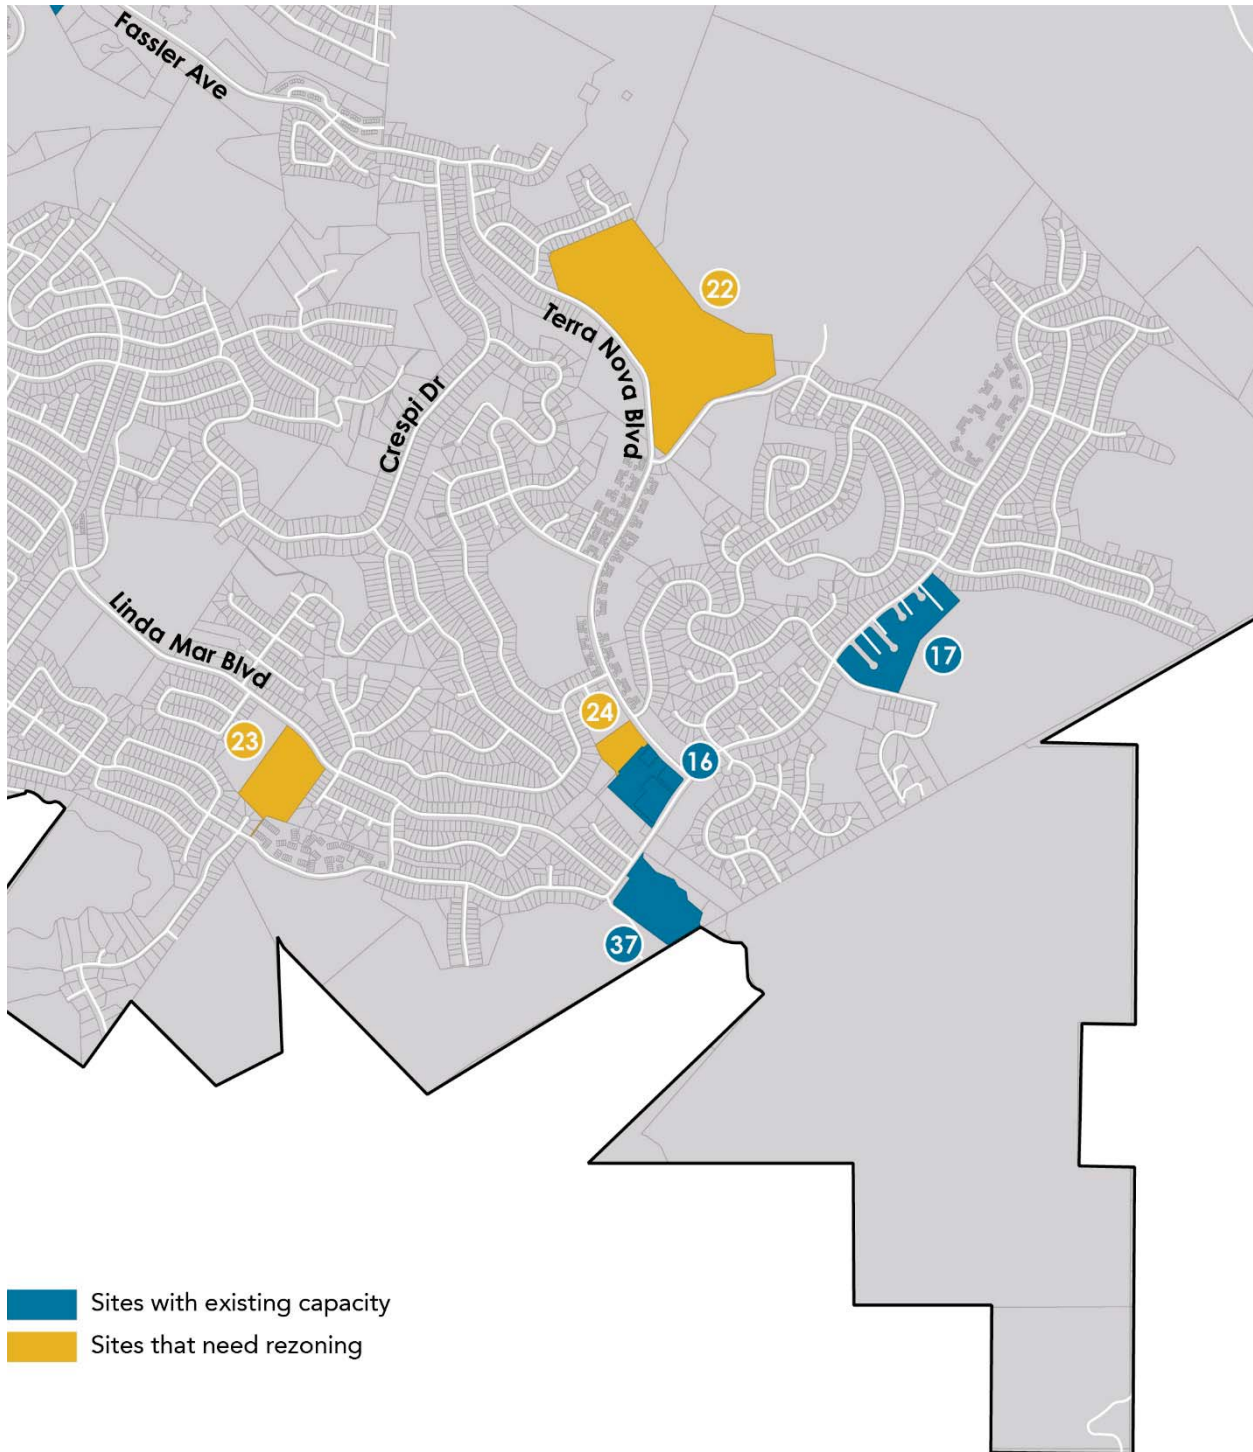 Fassler Ave
22
Terra Nova Blvd
Crespi Dr
Linda Mar Blvd
17
24
23
16
37
Sites with existing capacity
Sites that need rezoning